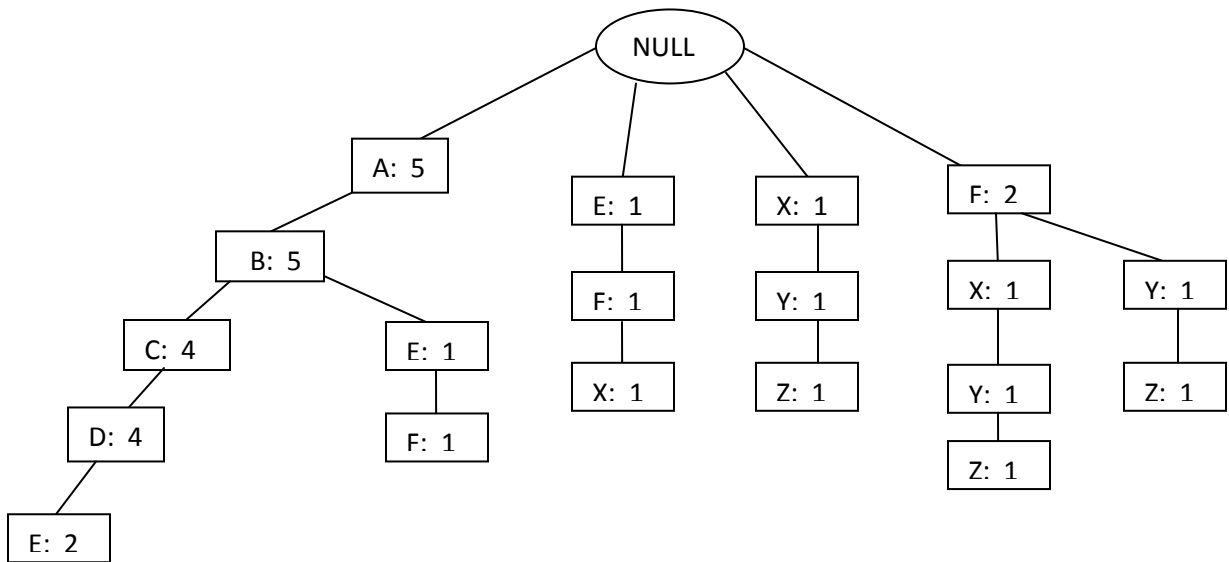 NULL
A: 5
E: 1
X: 1
F: 2
B: 5
F: 1
Y: 1
X: 1
Y: 1
C: 4
E: 1
X: 1
Z: 1
Y: 1
Z: 1
D: 4
F: 1
Z: 1
E: 2